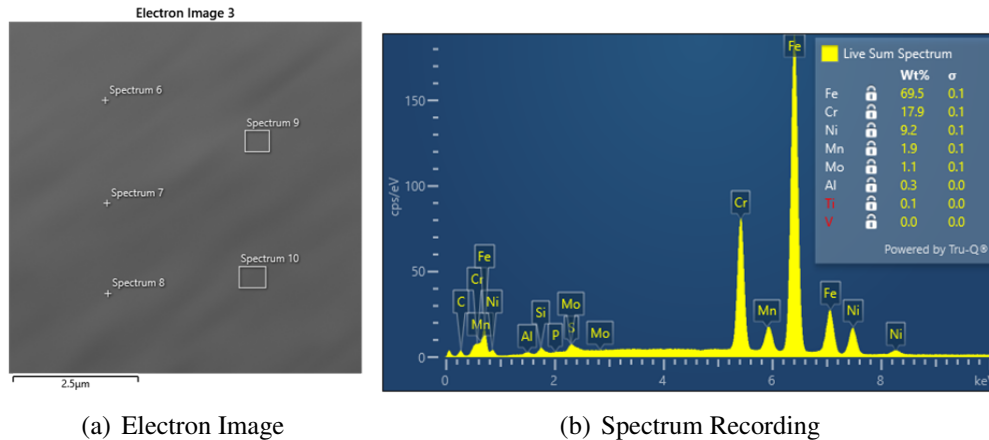 Electron Image 3
Spectrum 6
Spectrum 9
Spectrum 7
Spectrum 10
Spectrum 8
2.5µm
(a) Electron Image
cps/eV
150
100
50
0
Fe
Cr
Fe
Cr
C
Ni
Mn
Al
Si
P
Mo
S
Mo
Mn
Fe
Ni
Ni
0 2 4 6 8 keV
Live Sum Spectrum
Wt% σ
Fe 69.5 0.1
Cr 17.9 0.1
Ni 9.2 0.1
Mn 1.9 0.1
Mo 1.1 0.1
Al 0.3 0.0
Ti 0.1 0.0
V 0.0 0.0
Powered by Tru-Q®
(b) Spectrum Recording